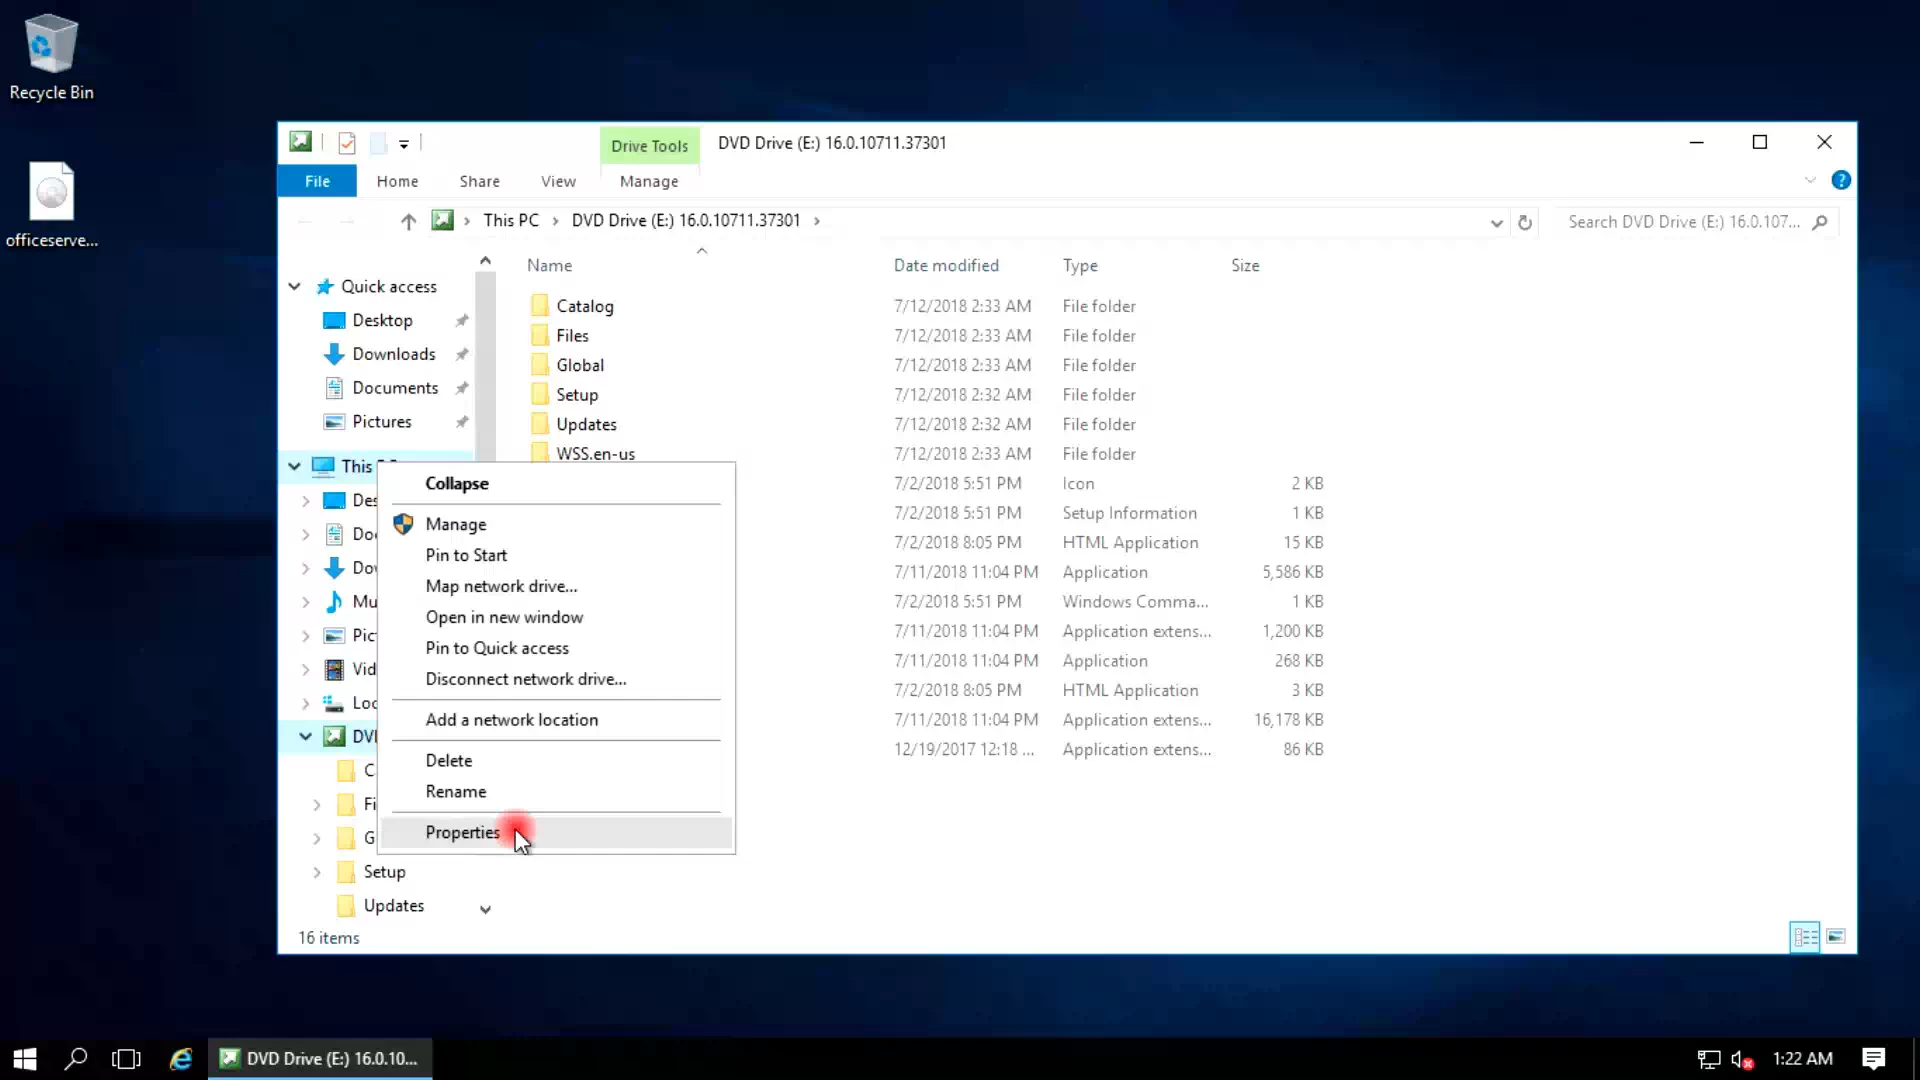 Recycle Bin
officeserve...
Drive Tools
DVD Drive (E:) 16.0.10711.37301
File
Home
Share
View
Manage
This PC
DVD Drive (E:) 16.0.10711.37301
Search DVD Drive (E:) 16.0.107...
Name
Date modified
Type
Size
Quick access
Desktop
Downloads
Documents
Pictures
This
Des
Do
Do
Mu
Pic
Vid
Loc
DV
C
Fi
G
Setup
Updates
Catalog 7/12/2018 2:33 AM File folder
Files 7/12/2018 2:33 AM File folder
Global 7/12/2018 2:33 AM File folder
Setup 7/12/2018 2:32 AM File folder
Updates 7/12/2018 2:32 AM File folder
WSS.en-us 7/12/2018 2:33 AM File folder
7/2/2018 5:51 PM Icon 2 KB
7/2/2018 5:51 PM Setup Information 1 KB
7/2/2018 8:05 PM HTML Application 15 KB
7/11/2018 11:04 PM Application 5,586 KB
7/2/2018 5:51 PM Windows Comma... 1 KB
7/11/2018 11:04 PM Application extens... 1,200 KB
7/11/2018 11:04 PM Application 268 KB
7/2/2018 8:05 PM HTML Application 3 KB
7/11/2018 11:04 PM Application extens... 16,178 KB
12/19/2017 12:18 ... Application extens... 86 KB
Collapse
Manage
Pin to Start
Map network drive...
Open in new window
Pin to Quick access
Disconnect network drive...
Add a network location
Delete
Rename
Properties
16 items
DVD Drive (E:) 16.0.10...
1:22 AM